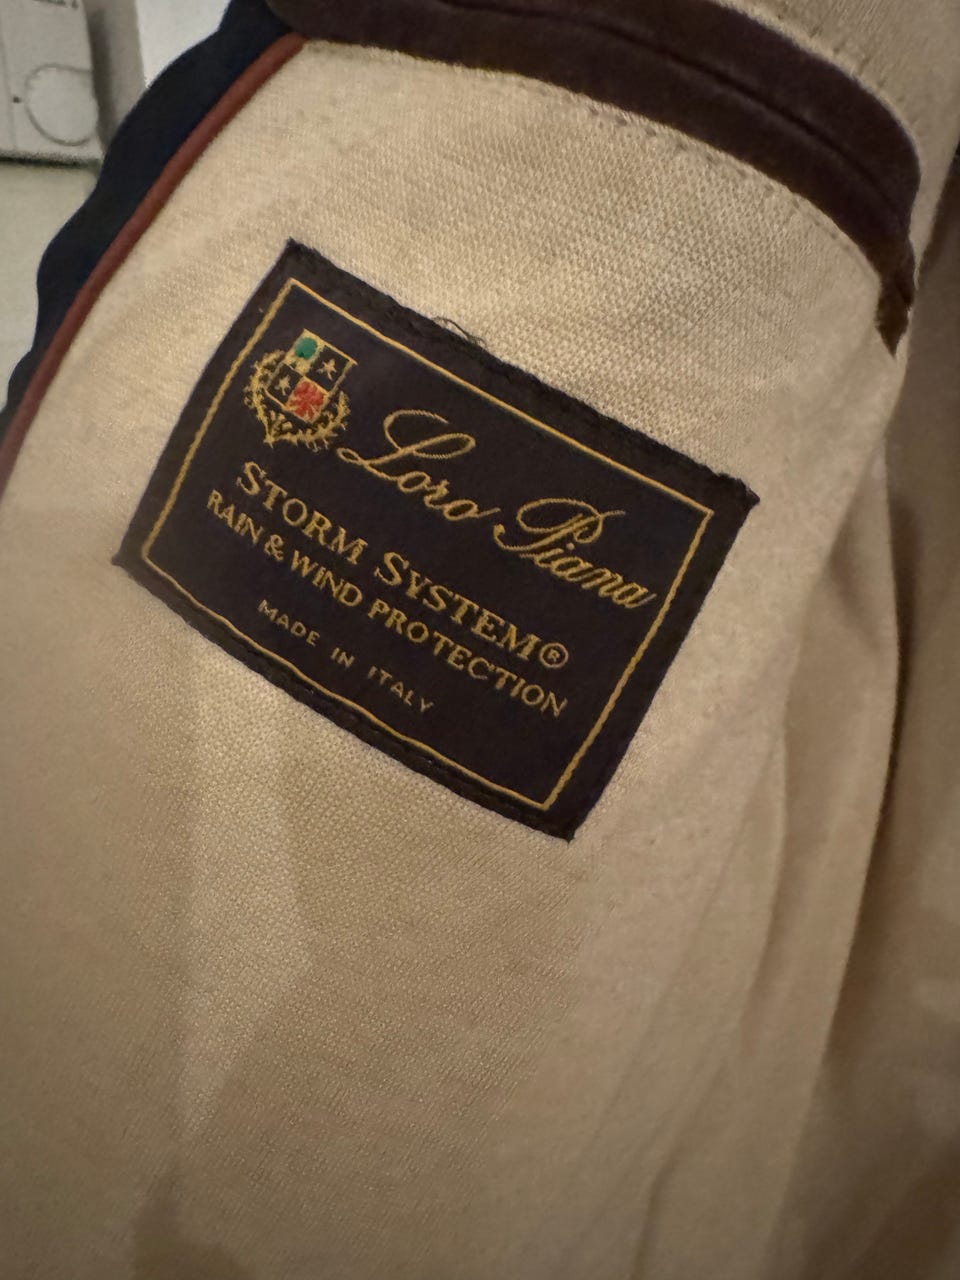 Loro Piana
STORM SYSTEM®
RAIN & WIND PROTECTION
MADE IN ITALY